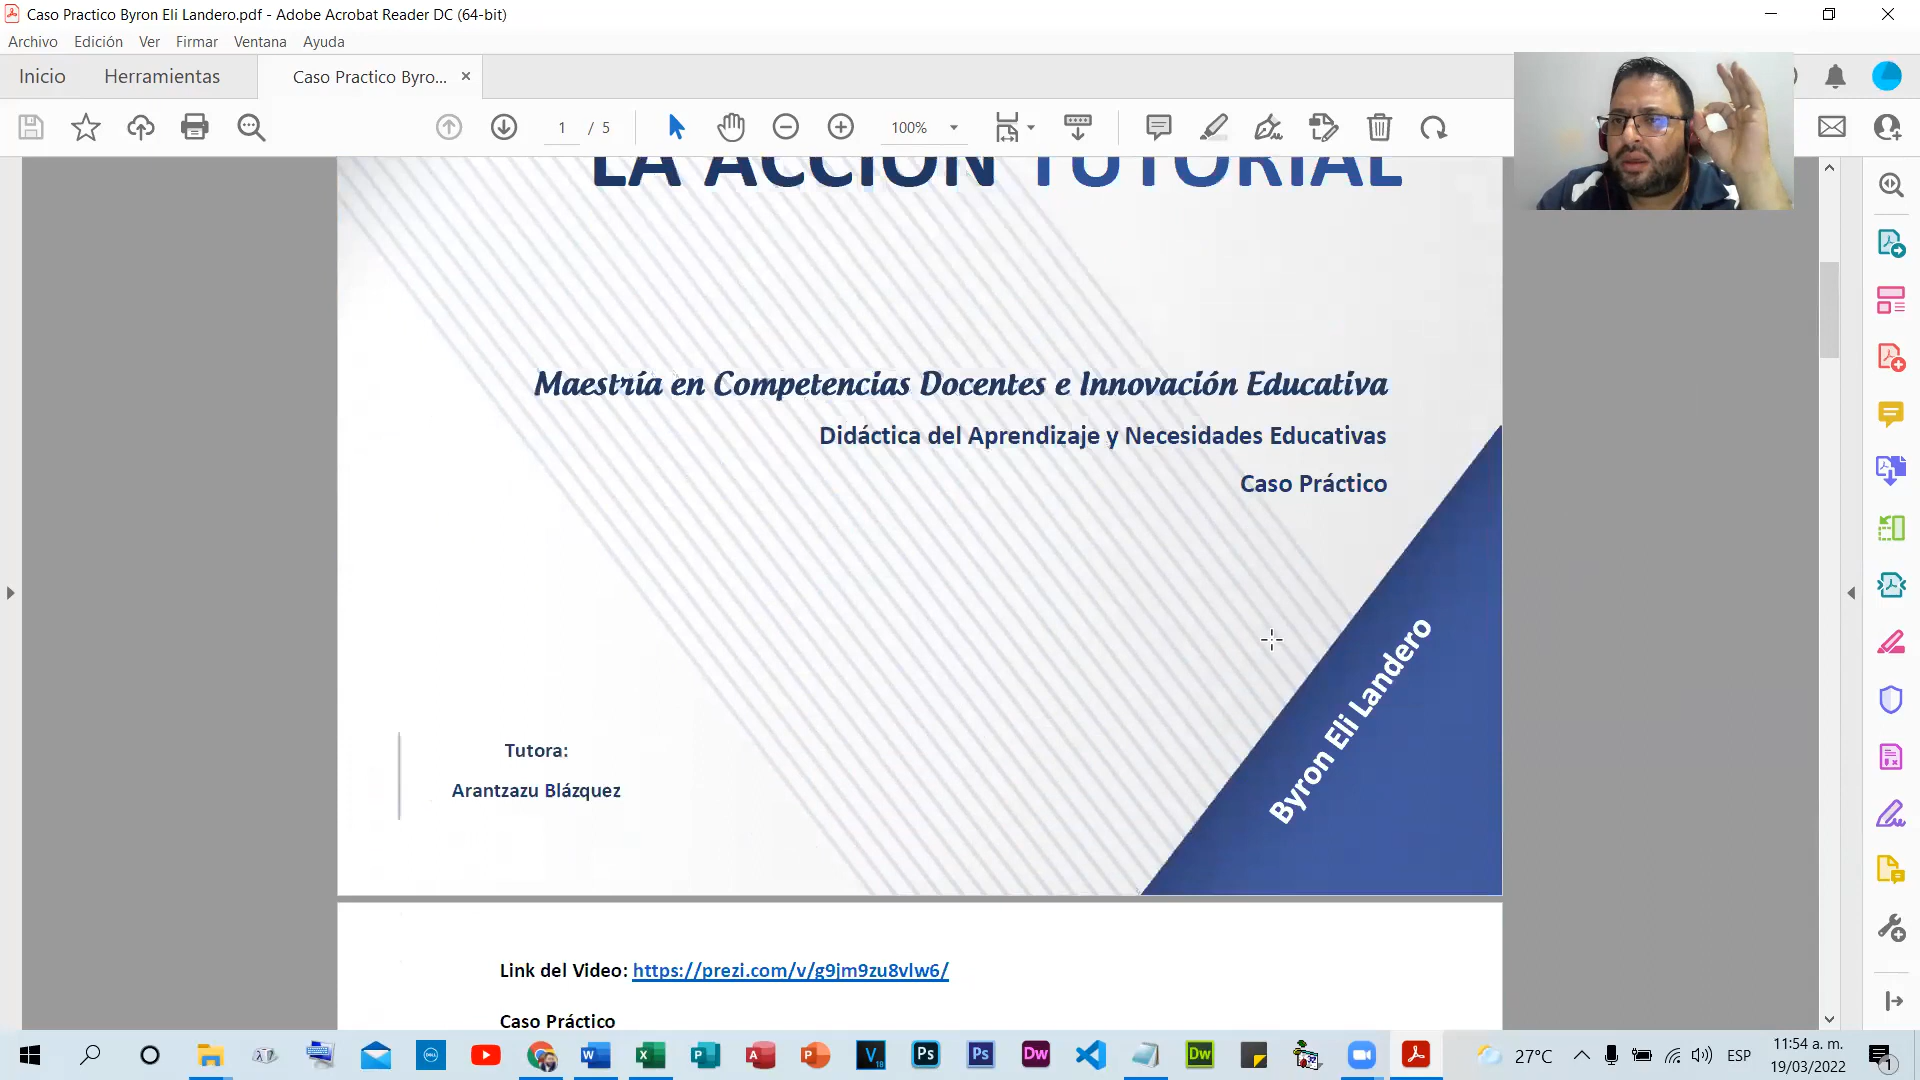 Caso Practico Byron Eli Landero.pdf - Adobe Acrobat Reader DC (64-bit)
Archivo Edición Ver Firmar Ventana Ayuda
Inicio Herramientas Caso Practico Byro...
1 / 5 100%
LA ACCIÓN TUTORIAL
Maestría en Competencias Docentes e Innovación Educativa
Didáctica del Aprendizaje y Necesidades Educativas
Caso Práctico
Byron Eli Landero
Tutora:
Arantzazu Blázquez
Link del Video: https://prezi.com/v/g9jm9zu8vlw6/
Caso Práctico
27°C ESP 11:54 a. m.
19/03/2022